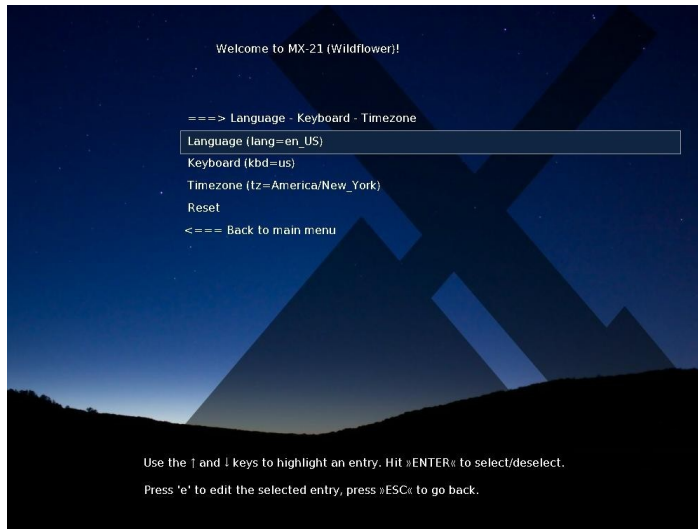 Welcome to MX-21 (Wildflower)!
===> Language - Keyboard - Timezone
Language (lang=en_US)
Keyboard (kbd=us)
Timezone (tz=America/New_York)
Reset
<=== Back to main menu
Use the ↑ and ↓ keys to highlight an entry. Hit »ENTER« to select/deselect.
Press 'e' to edit the selected entry, press »ESC« to go back.